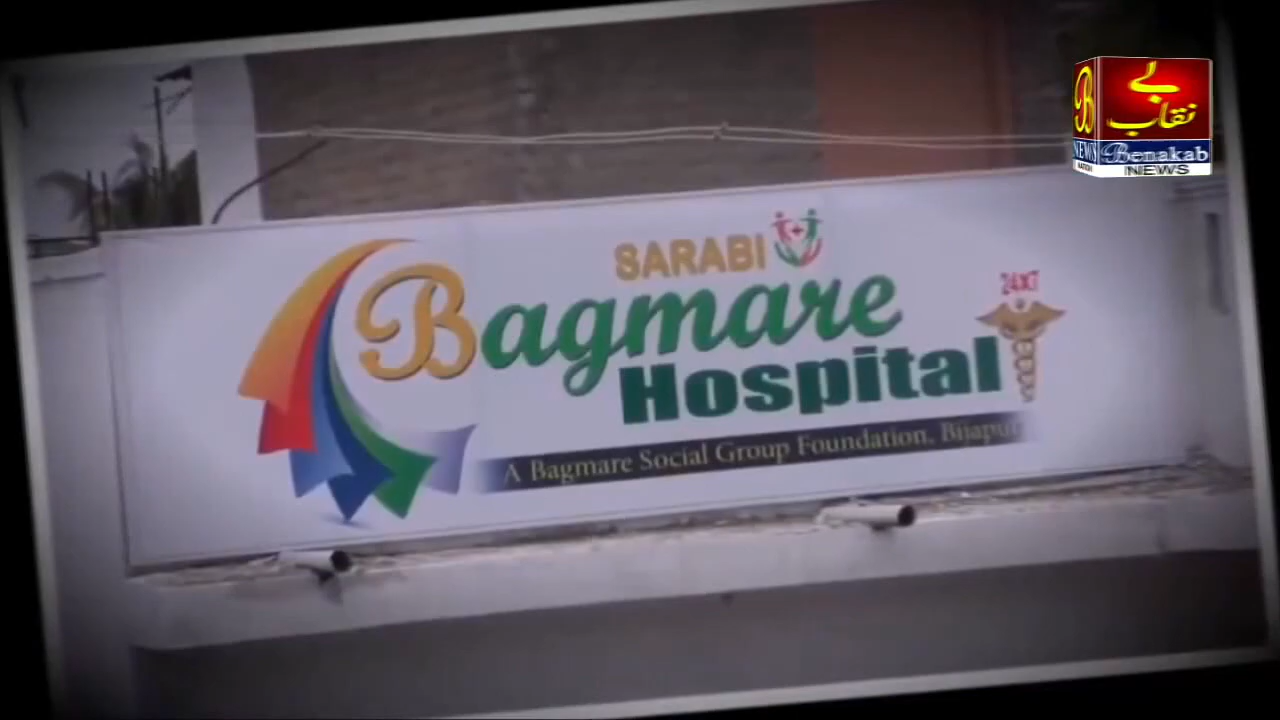 SARABI
Bagmare
Hospital
24X7
A Bagmare Social Group Foundation, Bijapur
بے
نقاب
B
NEWS
Benakab
NEWS